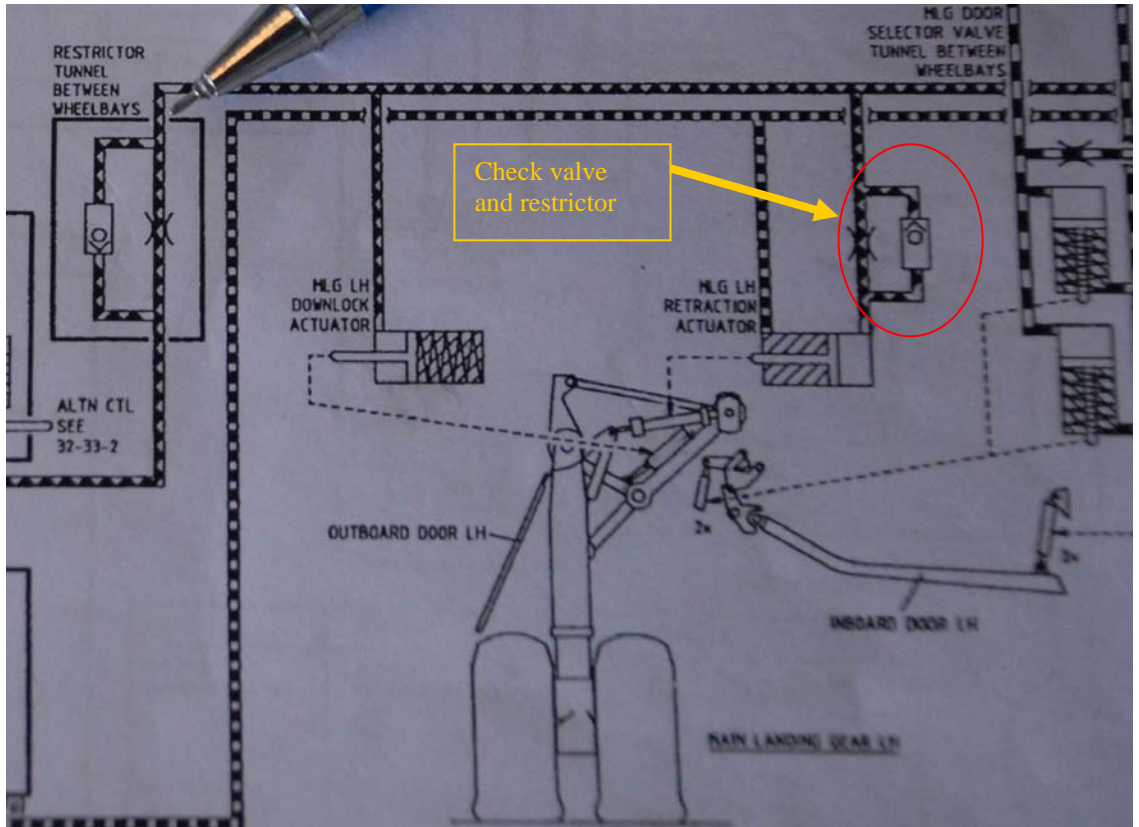 RESTRICTOR
TUNNEL
BETWEEN
WHEELBAYS
MLG DOOR
SELECTOR VALVE
TUNNEL BETWEEN
WHEELBAYS
Check valve
and restrictor
MLG LH
DOWNLOCK
ACTUATOR
MLG LH
RETRACTION
ACTUATOR
ALTN CTL
SEE
32-33-2
OUTBOARD DOOR LH
2x
INBOARD DOOR LH
MAIN LANDING GEAR LH